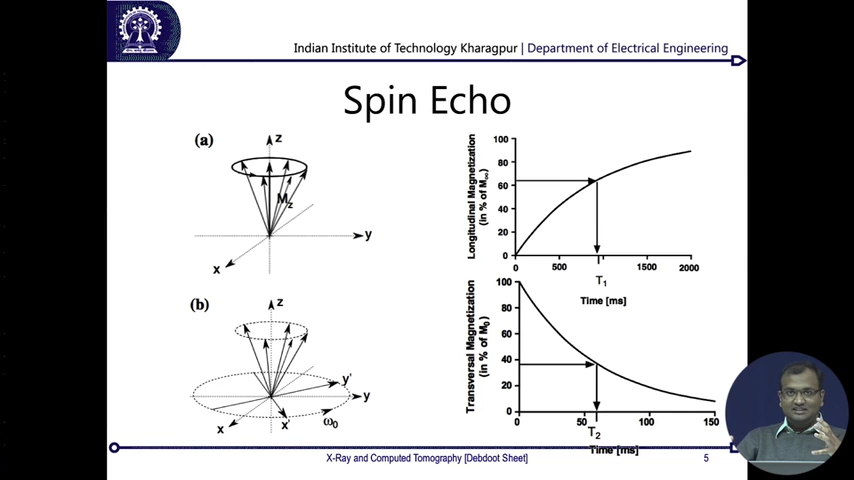 Indian Institute of Technology Kharagpur | Department of Electrical Engineering
Spin Echo
(a)
z
M_z
y
x
(b)
z
y'
y
x
x'
ω₀
Longitudinal Magnetization
(in % of M∞)
100
80
60
40
20
0
0 500 1500 2000
T₁
Time [ms]
Transversal Magnetization
(in % of M₀)
100
80
60
40
20
0
0 50 100 150
T₂
Time [ms]
X-Ray and Computed Tomography [Debdoot Sheet]
5